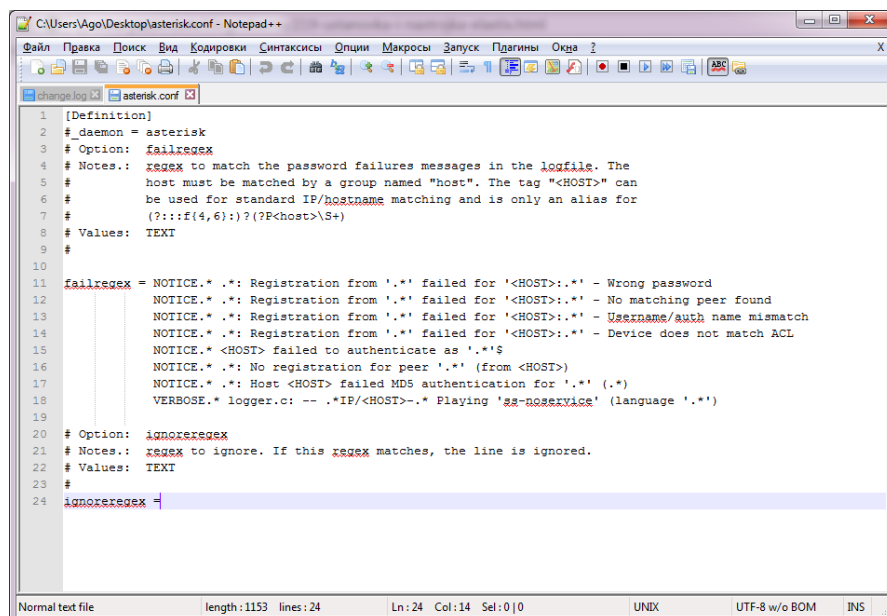 C:\Users\Ago\Desktop\asterisk.conf - Notepad++
Файл Правка Поиск Вид Кодировки Синтаксисы Опции Макросы Запуск Плагины Окна ? X
ABC
change.log asterisk.conf
1 [Definition]
2 #_daemon = asterisk
3 # Option:  failregex
4 # Notes.:  regex to match the password failures messages in the logfile. The
5 #          host must be matched by a group named "host". The tag "<HOST>" can
6 #          be used for standard IP/hostname matching and is only an alias for
7 #          (?:::f{4,6}:)?(?P<host>\S+)
8 # Values:  TEXT
9 #
10
11 failregex = NOTICE.* .*: Registration from '.*' failed for '<HOST>:.*' - Wrong password
12            NOTICE.* .*: Registration from '.*' failed for '<HOST>:.*' - No matching peer found
13            NOTICE.* .*: Registration from '.*' failed for '<HOST>:.*' - Username/auth name mismatch
14            NOTICE.* .*: Registration from '.*' failed for '<HOST>:.*' - Device does not match ACL
15            NOTICE.* <HOST> failed to authenticate as '.*'$
16            NOTICE.* .*: No registration for peer '.*' (from <HOST>)
17            NOTICE.* .*: Host <HOST> failed MD5 authentication for '.*' (.*)
18            VERBOSE.* logger.c: -- .*IP/<HOST>-.* Playing 'ss-noservice' (language '.*')
19
20 # Option:  ignoreregex
21 # Notes.:  regex to ignore. If this regex matches, the line is ignored.
22 # Values:  TEXT
23 #
24 ignoreregex =
Normal text file length : 1153 lines : 24 Ln : 24 Col : 14 Sel : 0 | 0 UNIX UTF-8 w/o BOM INS